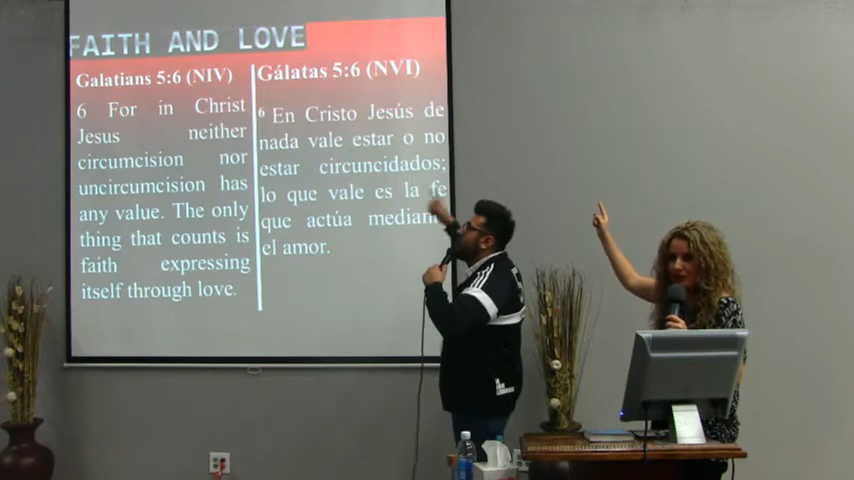 FAITH AND LOVE
Galatians 5:6 (NIV)
6 For in Christ
Jesus neither
circumcision nor
uncircumcision has
any value. The only
thing that counts is
faith expressing
itself through love.
Gálatas 5:6 (NVI)
6 En Cristo Jesús de
nada vale estar o no
estar circuncidados;
lo que vale es la fe
que actúa
el amor.